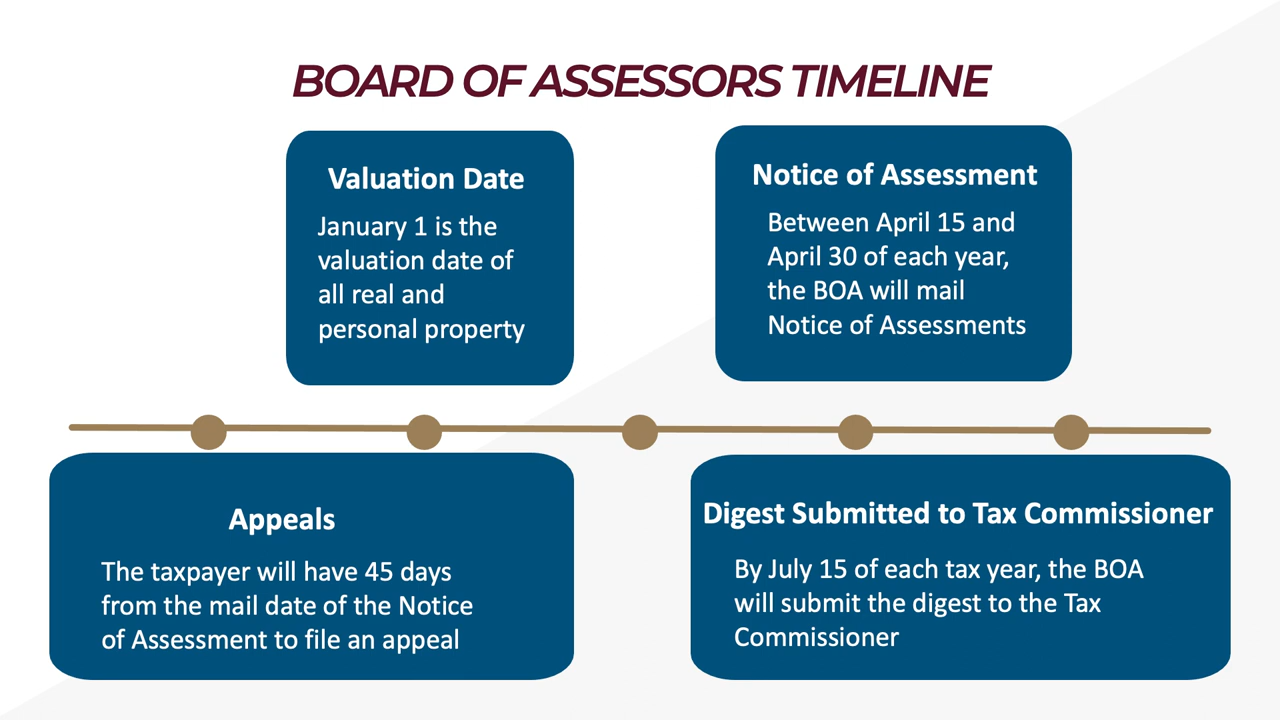 BOARD OF ASSESSORS TIMELINE
Valuation Date
January 1 is the
valuation date of
all real and
personal property
Notice of Assessment
Between April 15 and
April 30 of each year,
the BOA will mail
Notice of Assessments
Appeals
The taxpayer will have 45 days
from the mail date of the Notice
of Assessment to file an appeal
Digest Submitted to Tax Commissioner
By July 15 of each tax year, the BOA
will submit the digest to the Tax
Commissioner